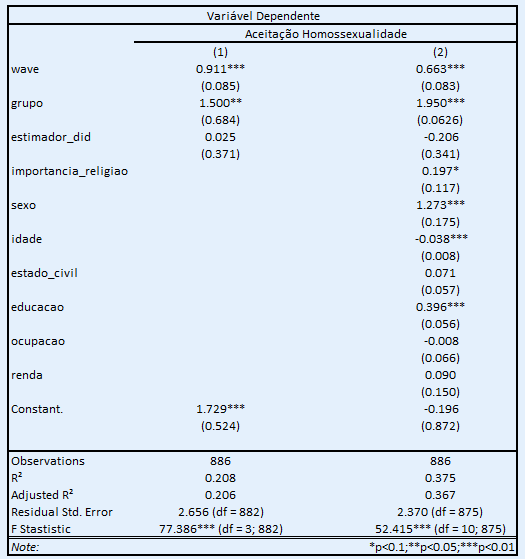 Variável Dependente
Aceitação Homossexualidade
(1) (2)
wave 0.911*** 0.663***
(0.085) (0.083)
grupo 1.500** 1.950***
(0.684) (0.0626)
estimador_did 0.025 -0.206
(0.371) (0.341)
importancia_religiao 0.197*
(0.117)
sexo 1.273***
(0.175)
idade -0.038***
(0.008)
estado_civil 0.071
(0.057)
educacao 0.396***
(0.056)
ocupacao -0.008
(0.066)
renda 0.090
(0.150)
Constant. 1.729*** -0.196
(0.524) (0.872)
Observations 886 886
R² 0.208 0.375
Adjusted R² 0.206 0.367
Residual Std. Error 2.656 (df = 882) 2.370 (df = 875)
F Stastistic 77.386*** (df = 3; 882) 52.415*** (df = 10; 875)
Note: *p<0.1;**p<0.05;***p<0.01